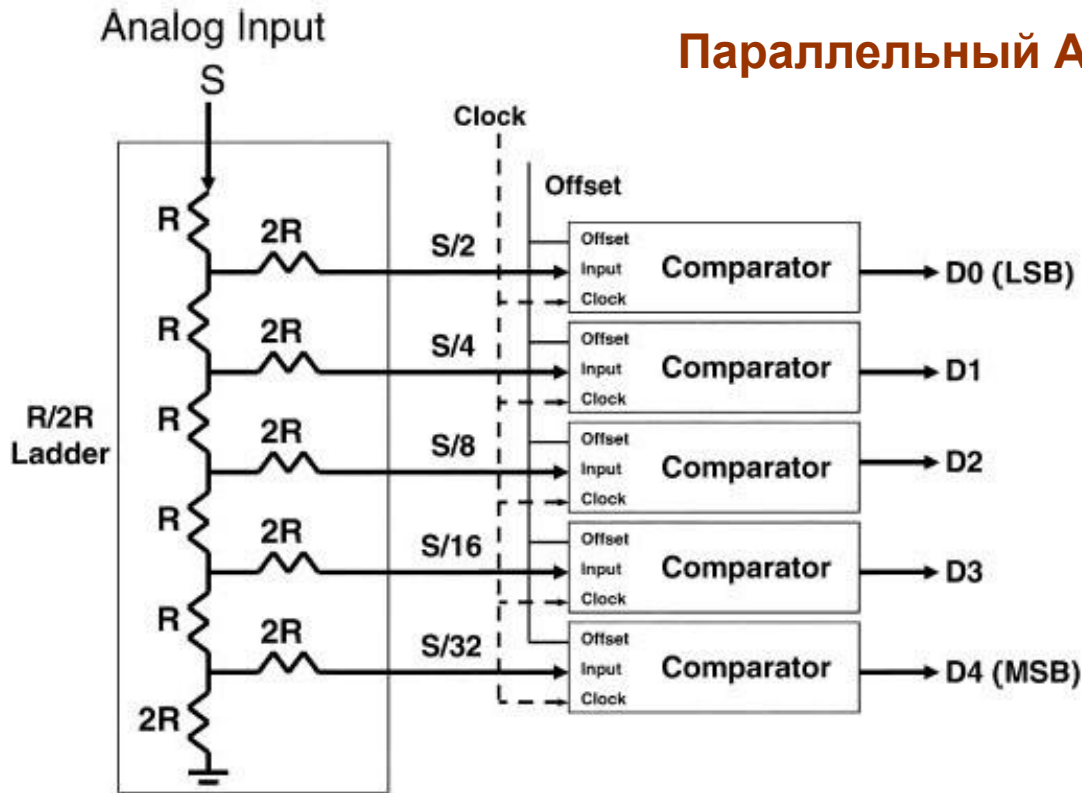 Analog Input
Параллельный А
S
Clock
Offset
R
2R
S/2
Offset
Input
Clock
Comparator
D0 (LSB)
R
2R
S/4
Offset
Input
Clock
Comparator
D1
R/2R
Ladder
R
2R
S/8
Offset
Input
Clock
Comparator
D2
R
2R
S/16
Offset
Input
Clock
Comparator
D3
R
2R
S/32
Offset
Input
Clock
Comparator
D4 (MSB)
2R